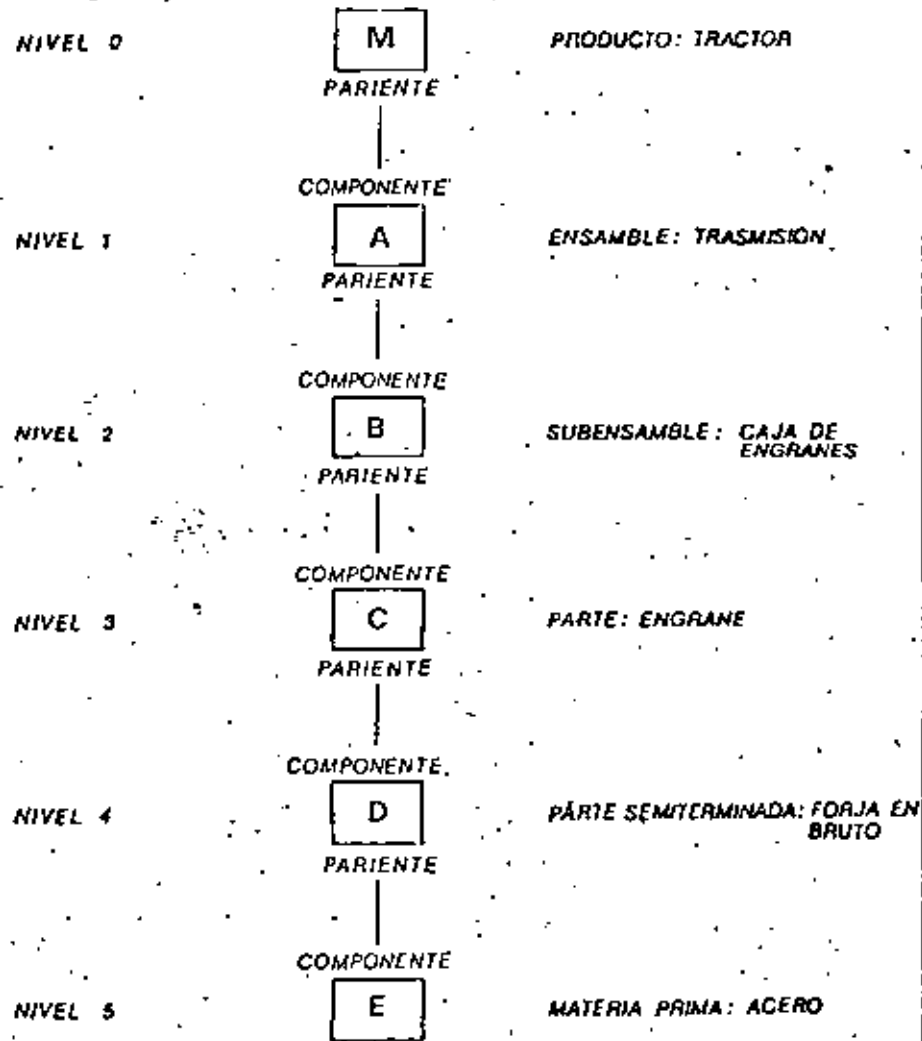 NIVEL 0
M
PRODUCTO: TRACTOR
PARIENTE
COMPONENTE
NIVEL 1
A
ENSAMBLE: TRASMISION
PARIENTE
COMPONENTE
NIVEL 2
B
SUBENSAMBLE: CAJA DE
ENGRANES
PARIENTE
COMPONENTE
NIVEL 3
C
PARTE: ENGRANE
PARIENTE
COMPONENTE
NIVEL 4
D
PARTE SEMITERMINADA: FORJA EN
BRUTO
PARIENTE
COMPONENTE
NIVEL 5
E
MATERIA PRIMA: ACERO